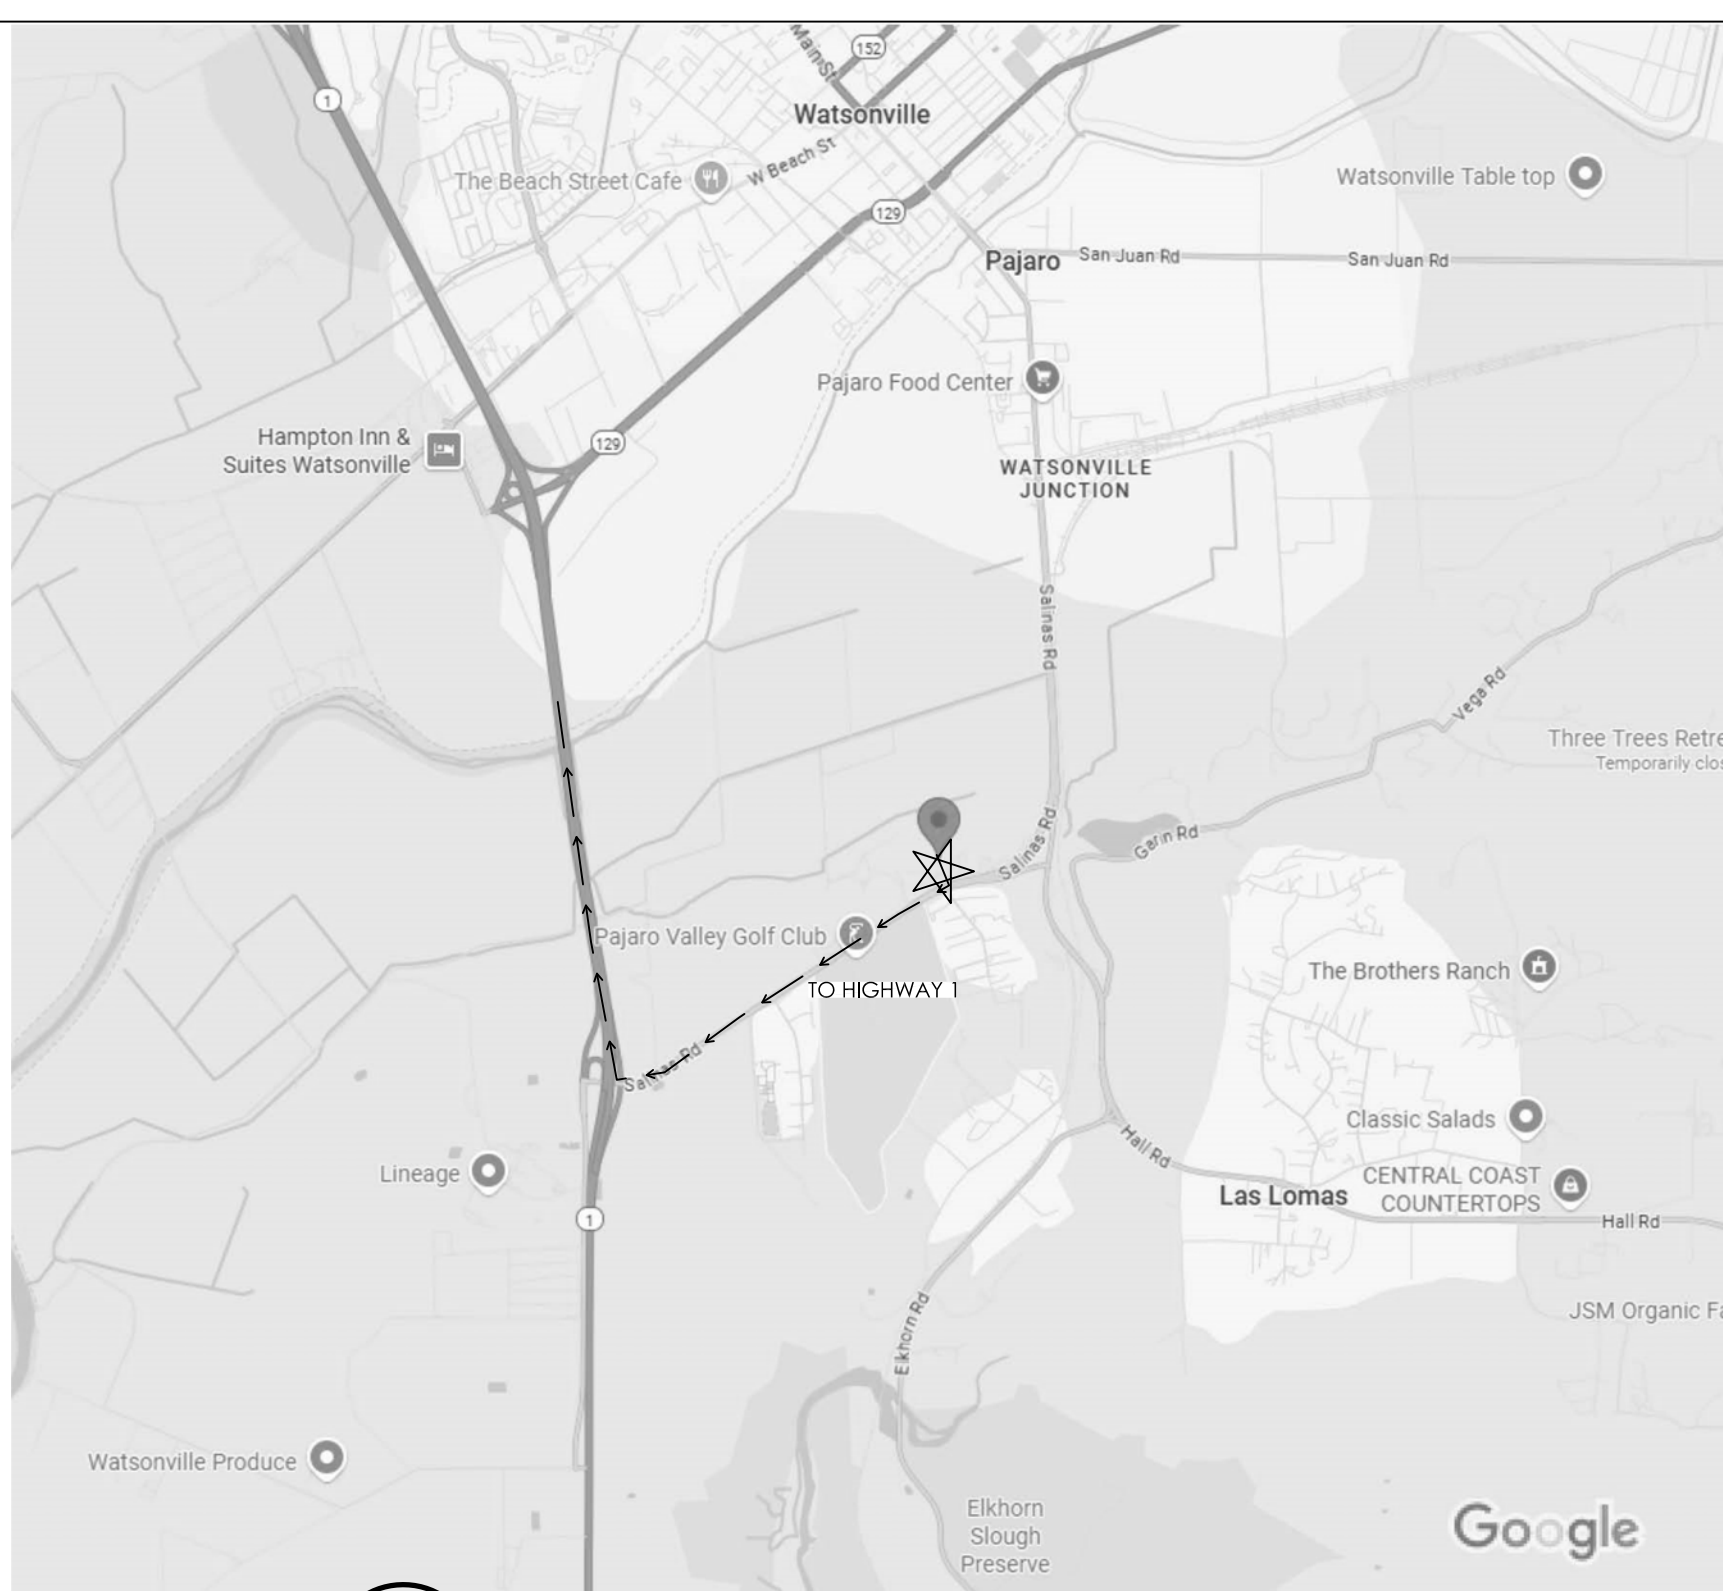 Main St
152
1
Watsonville
W Beach St
The Beach Street Cafe
Watsonville Table top
129
Pajaro
San Juan Rd
San Juan Rd
Pajaro Food Center
Hampton Inn &
Suites Watsonville
129
WATSONVILLE
JUNCTION
Salinas Rd
Vega Rd
Three Trees Retre
Temporarily clos
Salinas Rd
Garin Rd
Pajaro Valley Golf Club
The Brothers Ranch
TO HIGHWAY 1
Salinas Rd
Classic Salads
Hall Rd
Lineage
CENTRAL COAST
COUNTERTOPS
Las Lomas
1
Hall Rd
JSM Organic Fa
Elkhorn Rd
Watsonville Produce
Elkhorn
Slough
Preserve
Google